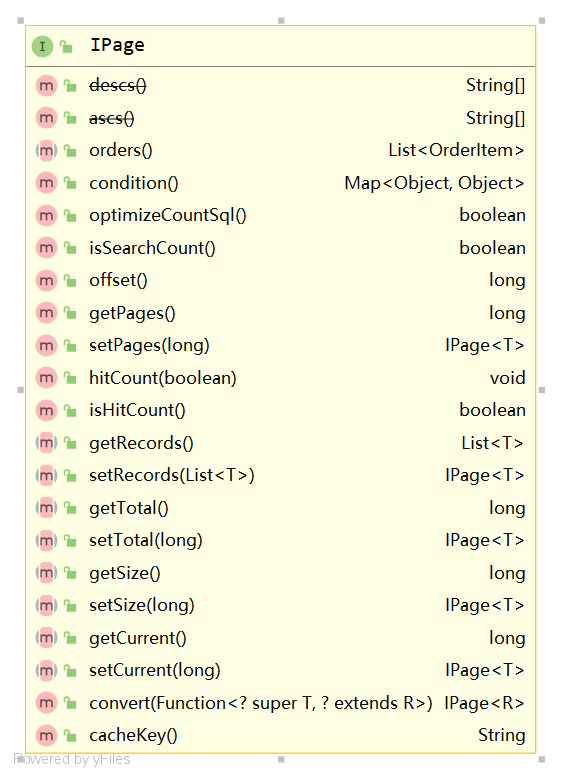 IPage
descs() String[]
ascs() String[]
orders() List<OrderItem>
condition() Map<Object, Object>
optimizeCountSql() boolean
isSearchCount() boolean
offset() long
getPages() long
setPages(long) IPage<T>
hitCount(boolean) void
isHitCount() boolean
getRecords() List<T>
setRecords(List<T>) IPage<T>
getTotal() long
setTotal(long) IPage<T>
getSize() long
setSize(long) IPage<T>
getCurrent() long
setCurrent(long) IPage<T>
convert(Function<? super T, ? extends R>) IPage<R>
cacheKey() String
Powered by yFiles